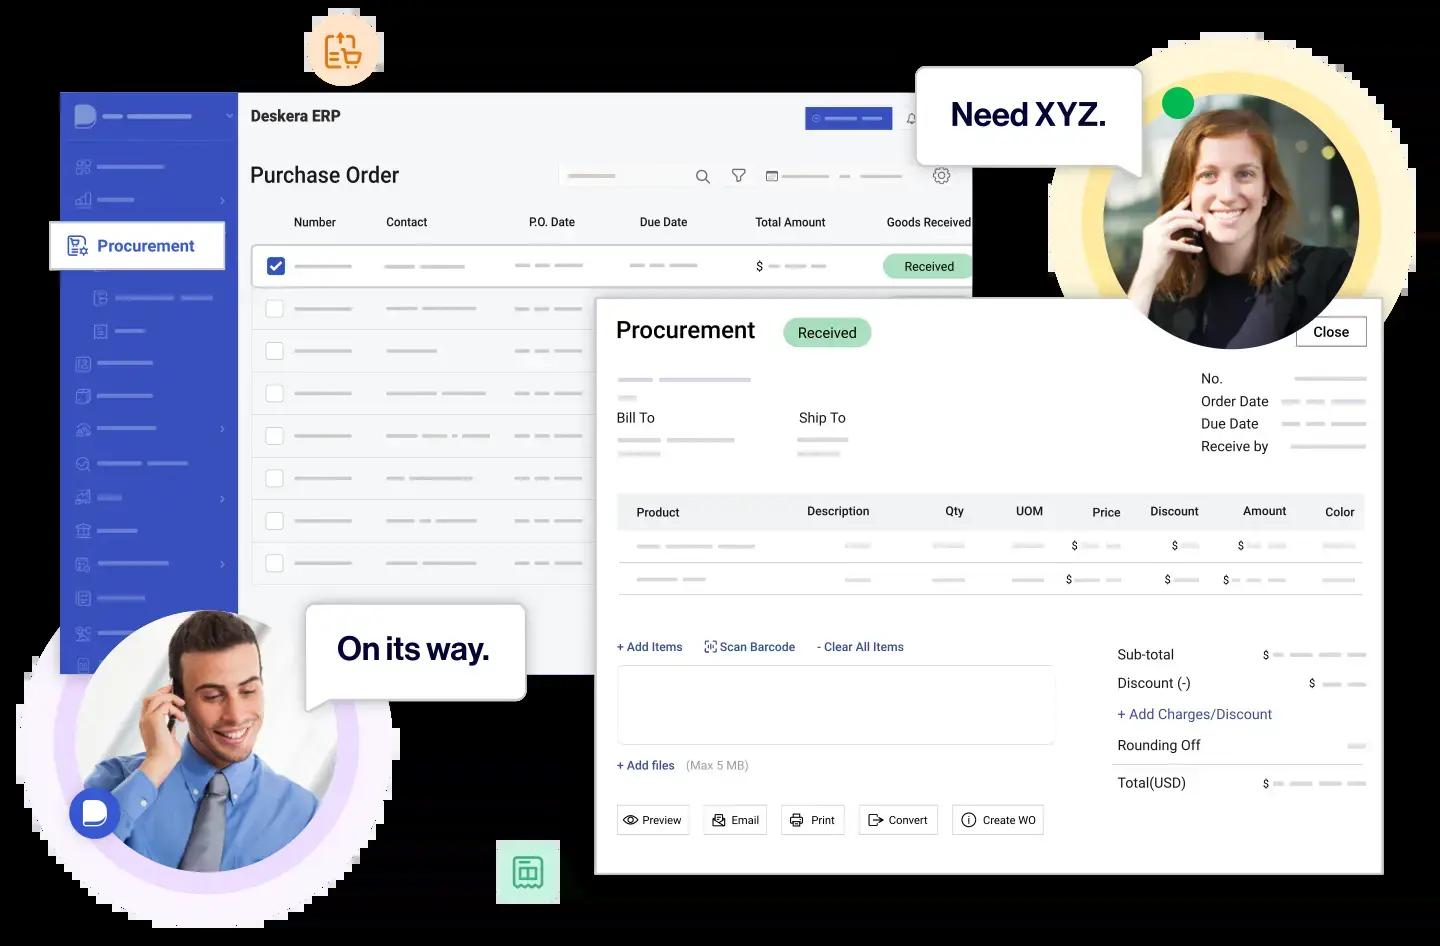 Need XYZ.
Deskera ERP
Purchase Order
Number Contact P.O. Date Due Date Total Amount Goods Received
Procurement
$ Received
Procurement Received Close
No.
Order Date
Bill To Ship To
Due Date
Receive by
Product Description Qty UOM Price Discount Amount Color
$ $ $
$ $ $
On its way.
+ Add Items Scan Barcode - Clear All Items
Sub-total $
Discount (-) $
+ Add Charges/Discount
Rounding Off
+ Add files (Max 5 MB)
Total(USD) $
Preview Email Print Convert Create WO